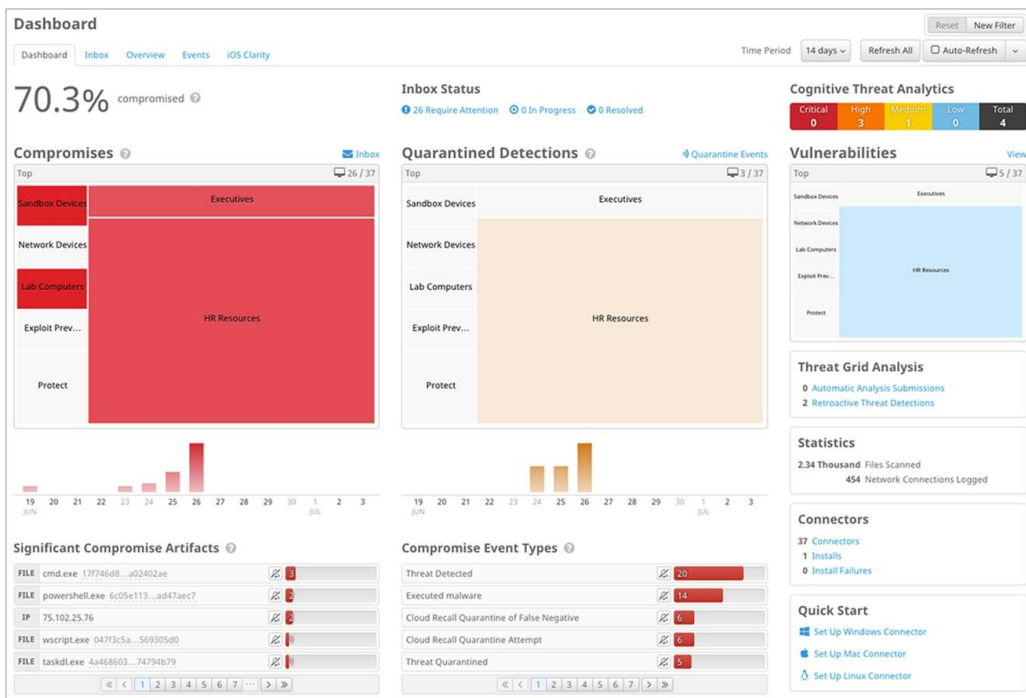 Dashboard
Reset New Filter
Dashboard Inbox Overview Events iOS Clarity
Time Period 14 days Refresh All Auto-Refresh
70.3% compromised
Inbox Status
26 Require Attention 0 In Progress 0 Resolved
Cognitive Threat Analytics
Critical High Medium Low Total
0 3 1 0 4
Compromises Inbox
Top 26 / 37
Sandbox Devices
Executives
Network Devices
Lab Computers
HR Resources
Exploit Prev...
Protect
19 20 21 22 23 24 25 26 27 28 29 30 1 2 3
JUN JUL
Quarantined Detections Quarantine Events
Top 3 / 37
Sandbox Devices
Executives
Network Devices
Lab Computers
HR Resources
Exploit Prev...
Protect
19 20 21 22 23 24 25 26 27 28 29 30 1 2 3
JUN JUL
Vulnerabilities View
Top 5 / 37
Sandbox Devices
Executives
Network Devices
Lab Computers
HR Resources
Exploit Prev...
Protect
Threat Grid Analysis
0 Automatic Analysis Submissions
2 Retroactive Threat Detections
Statistics
2.34 Thousand Files Scanned
454 Network Connections Logged
Connectors
37 Connectors
1 Installs
0 Install Failures
Quick Start
Set Up Windows Connector
Set Up Mac Connector
Set Up Linux Connector
Significant Compromise Artifacts
FILE cmd.exe 17f746d8...a02402ae 3
FILE powershell.exe 6c05e113...ad47aec7 2
IP 75.102.25.76 2
FILE wscript.exe 047f3c5a...569305d0
FILE taskdl.exe 4a468603...74794b79
« < 1 2 3 4 5 6 7 ... > »
Compromise Event Types
Threat Detected 20
Executed malware 14
Cloud Recall Quarantine of False Negative 6
Cloud Recall Quarantine Attempt 6
Threat Quarantined 5
« < 1 2 3 4 5 6 7 > »